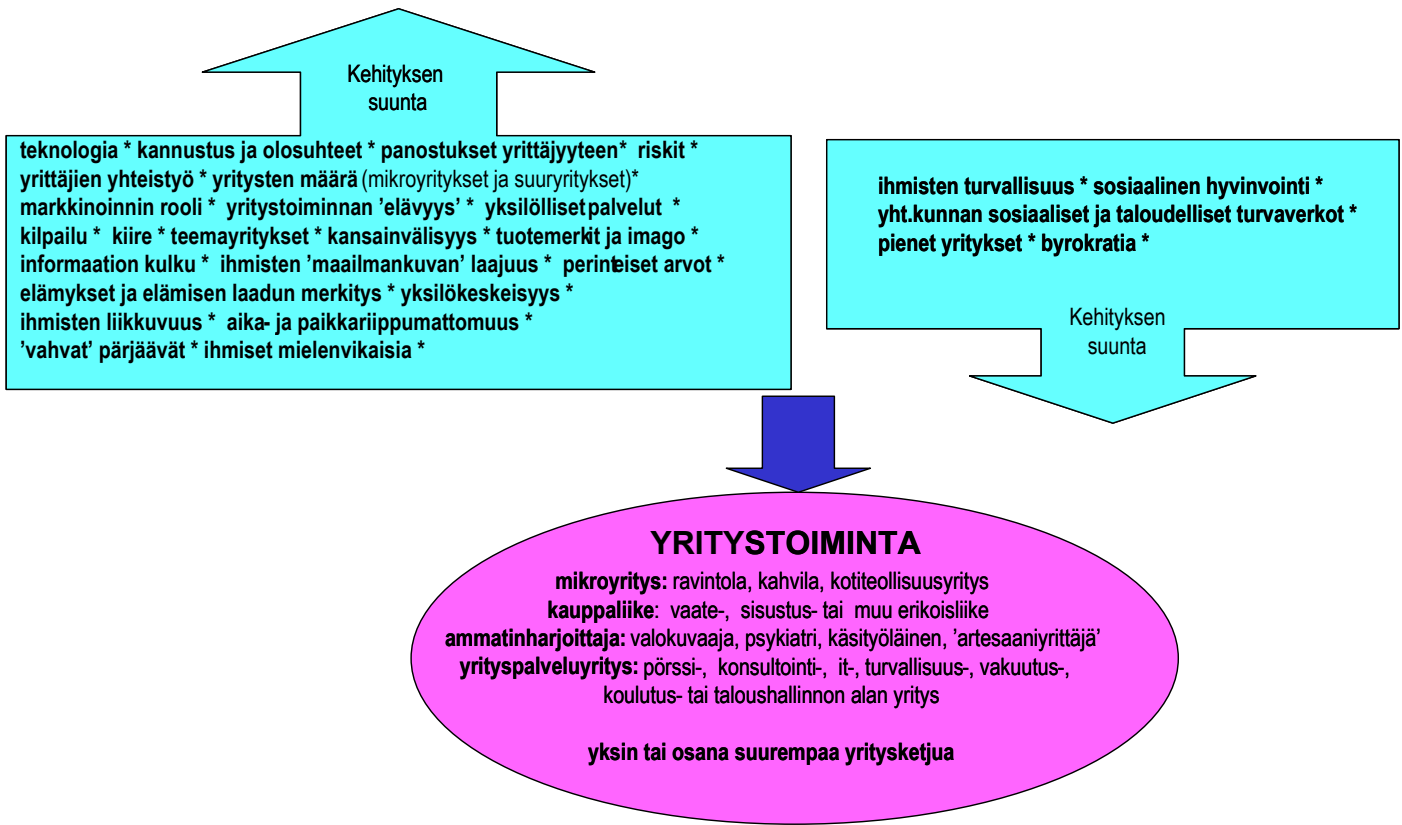 Kehityksen
suunta
teknologia * kannustus ja olosuhteet * panostukset yrittäjyyteen* riskit *
yrittäjien yhteistyö * yritysten määrä (mikroyritykset ja suuryritykset)*
markkinoinnin rooli * yritystoiminnan 'elävyys' * yksilölliset palvelut *
kilpailu * kiire * teemayritykset * kansainvälisyys * tuotemerkit ja imago *
informaation kulku * ihmisten 'maailmankuvan' laajuus * perinteiset arvot *
elämykset ja elämisen laadun merkitys * yksilökeskeisyys *
ihmisten liikkuvuus * aika- ja paikkariippumattomuus *
'vahvat' pärjäävät * ihmiset mielenvikaisia *
ihmisten turvallisuus * sosiaalinen hyvinvointi *
yht.kunnan sosiaaliset ja taloudelliset turvaverkot *
pienet yritykset * byrokratia *
Kehityksen
suunta
YRITYSTOIMINTA
mikroyritys: ravintola, kahvila, kotiteollisuusyritys
kauppaliike: vaate-, sisustus- tai muu erikoisliike
ammatinharjoittaja: valokuvaaja, psykiatri, käsityöläinen, 'artesaaniyrittäjä'
yrityspalveluyritys: pörssi-, konsultointi-, it-, turvallisuus-, vakuutus-,
koulutus- tai taloushallinnon alan yritys
yksin tai osana suurempaa yritysketjua